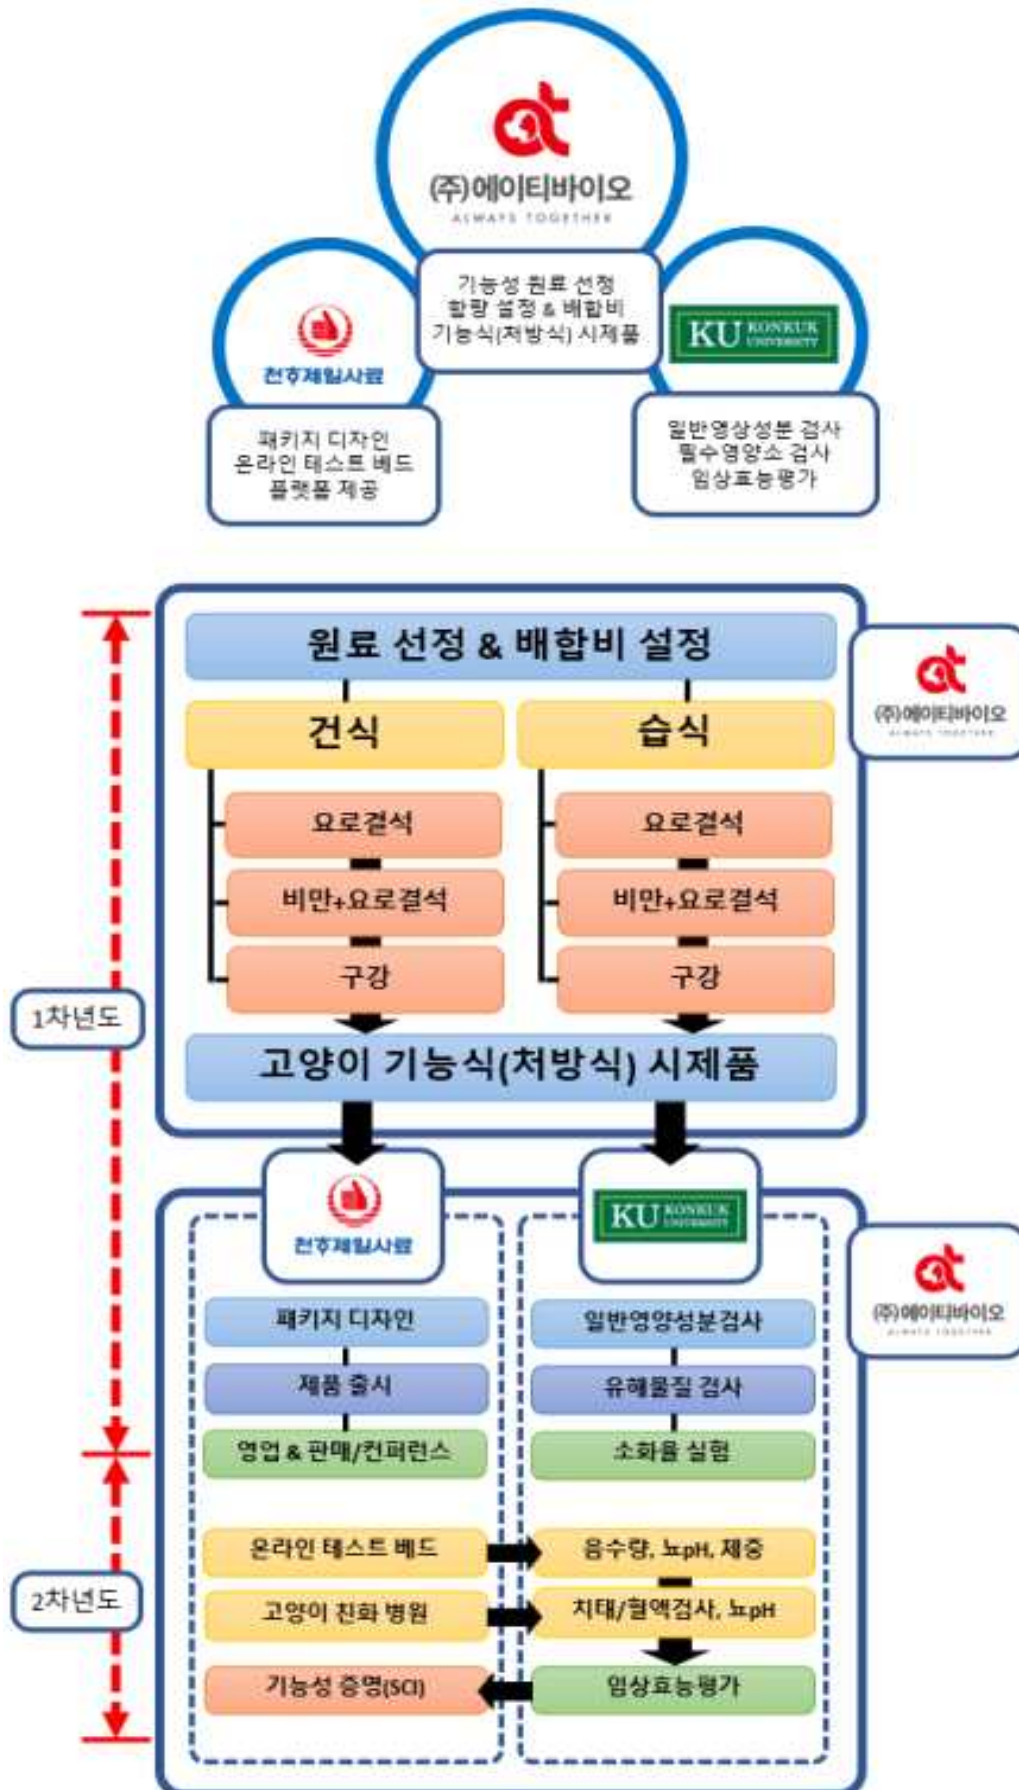 at
(주)에이티바이오
ALWAYS TOGETHER
기능성 원료 선정
함량 설정 & 배합비
기능식(처방식) 시제품
천하제일사료
패키지 디자인
온라인 테스트 베드
플랫폼 제공
KU KONKUK UNIVERSITY
일반영상성분 검사
필수영양소 검사
임상효능평가
원료 선정 & 배합비 설정
at
(주)에이티바이오
ALWAYS TOGETHER
건식
습식
요로결석
요로결석
비만+요로결석
비만+요로결석
구강
구강
1차년도
고양이 기능식(처방식) 시제품
천하제일사료
KU KONKUK UNIVERSITY
at
(주)에이티바이오
ALWAYS TOGETHER
패키지 디자인
일반영양성분검사
제품 출시
유해물질 검사
영업 & 판매/컨퍼런스
소화율 실험
온라인 테스트 베드
음수량, 뇨pH, 체중
2차년도
고양이 친화 병원
치태/혈액검사, 뇨pH
기능성 증명(SCI)
임상효능평가